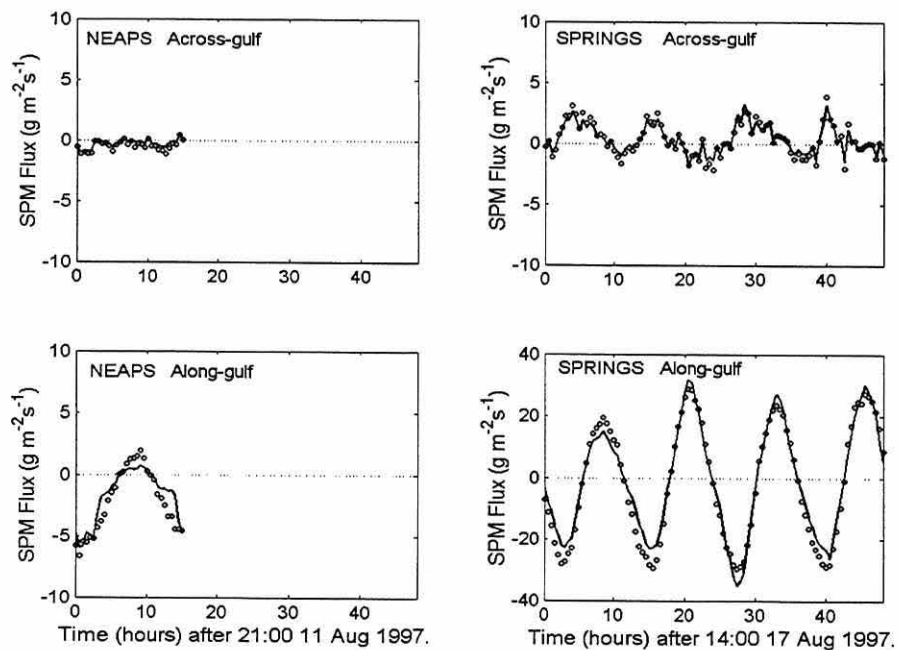 NEAPS Across-gulf
SPM Flux (g m⁻²s⁻¹)
10
5
0
-5
-10
0 10 20 30 40
SPRINGS Across-gulf
SPM Flux (g m⁻²s⁻¹)
10
5
0
-5
-10
0 10 20 30 40
NEAPS Along-gulf
SPM Flux (g m⁻²s⁻¹)
10
5
0
-5
-10
0 10 20 30 40
Time (hours) after 21:00 11 Aug 1997.
SPRINGS Along-gulf
SPM Flux (g m⁻²s⁻¹)
40
20
0
-20
-40
0 10 20 30 40
Time (hours) after 14:00 17 Aug 1997.